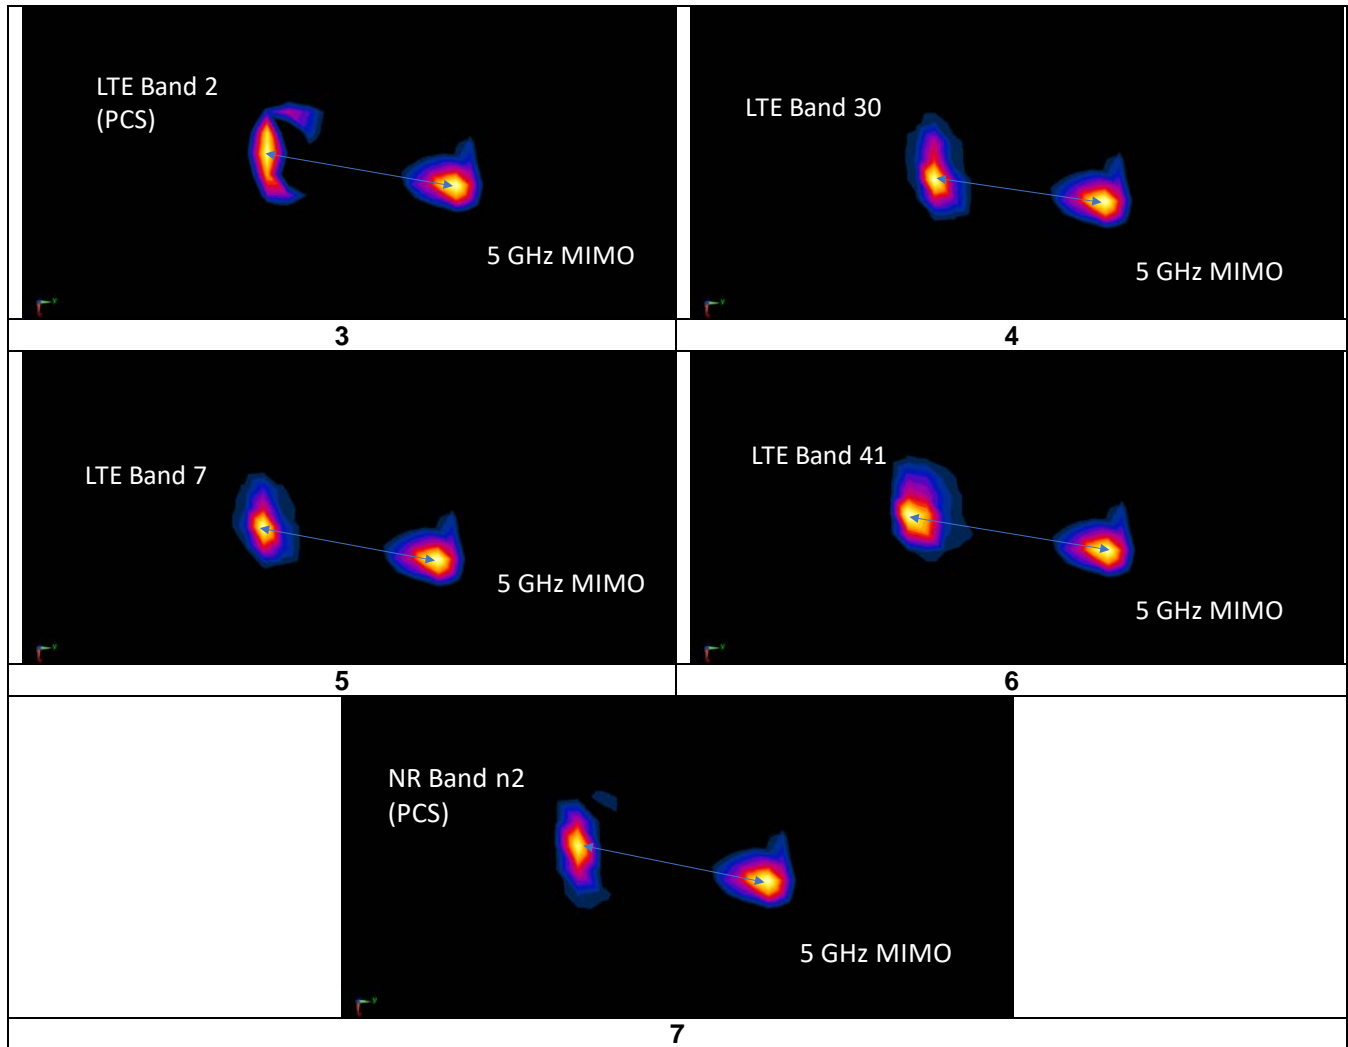 LTE Band 2
(PCS)
5 GHz MIMO
3
LTE Band 30
5 GHz MIMO
4
LTE Band 7
5 GHz MIMO
5
LTE Band 41
5 GHz MIMO
6
NR Band n2
(PCS)
5 GHz MIMO
7